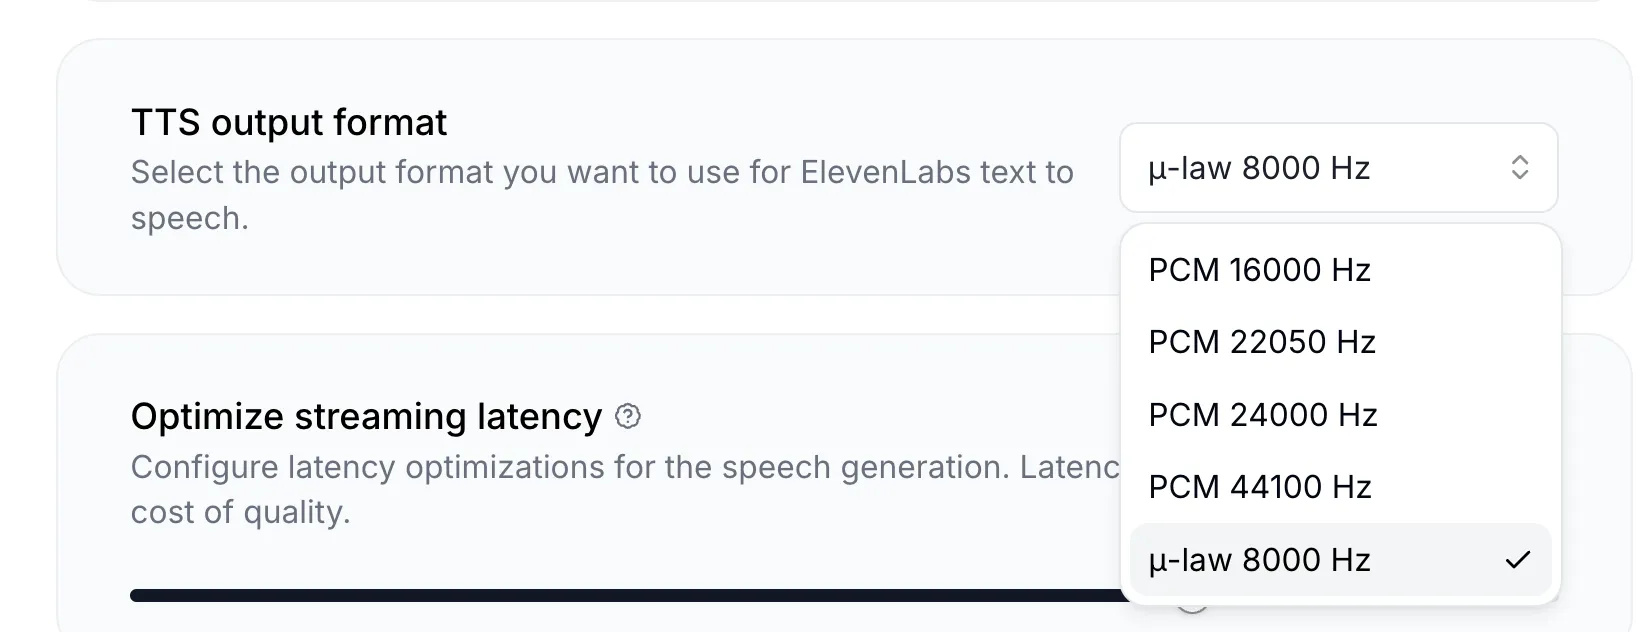 TTS output format
Select the output format you want to use for ElevenLabs text to
speech.
μ-law 8000 Hz
PCM 16000 Hz
PCM 22050 Hz
PCM 24000 Hz
PCM 44100 Hz
μ-law 8000 Hz
Optimize streaming latency
Configure latency optimizations for the speech generation.
cost of quality.